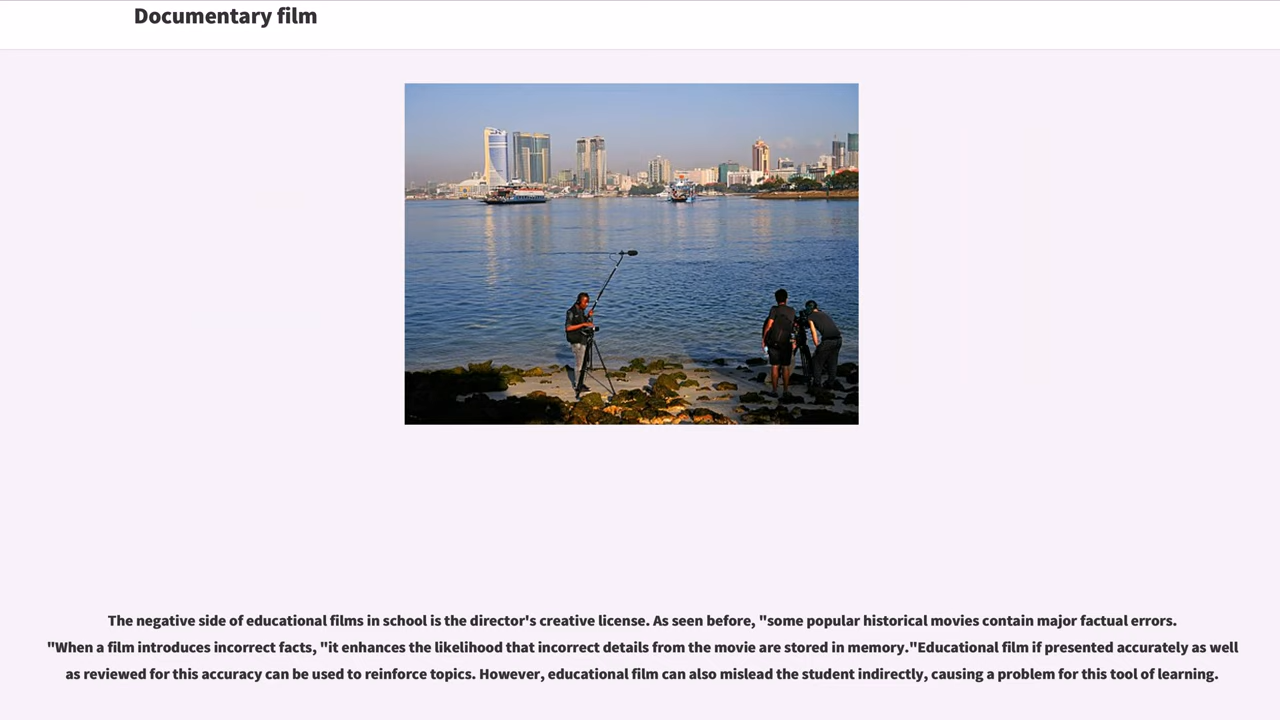 Documentary film
The negative side of educational films in school is the director's creative license. As seen before, "some popular historical movies contain major factual errors.
"When a film introduces incorrect facts, "it enhances the likelihood that incorrect details from the movie are stored in memory."Educational film if presented accurately as well
as reviewed for this accuracy can be used to reinforce topics. However, educational film can also mislead the student indirectly, causing a problem for this tool of learning.